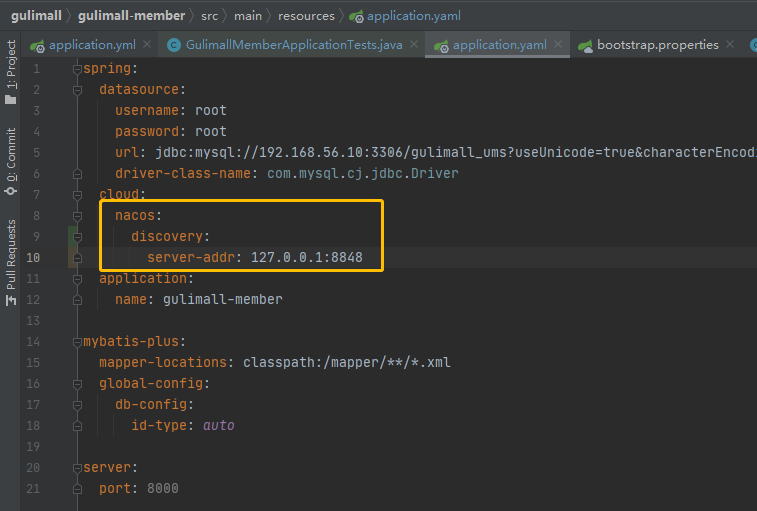 gulimall gulimall-member src main resources application.yaml
application.yml GulimallMemberApplicationTests.java application.yaml bootstrap.properties
1: Project
0: Commit
Pull Requests
1 spring:
2 datasource:
3 username: root
4 password: root
5 url: jdbc:mysql://192.168.56.10:3306/gulimall_ums?useUnicode=true&characterEncodi
6 driver-class-name: com.mysql.cj.jdbc.Driver
7 cloud:
8 nacos:
9 discovery:
10 server-addr: 127.0.0.1:8848
11 application:
12 name: gulimall-member
13
14 mybatis-plus:
15 mapper-locations: classpath:/mapper/**/*.xml
16 global-config:
17 db-config:
18 id-type: auto
19
20 server:
21 port: 8000